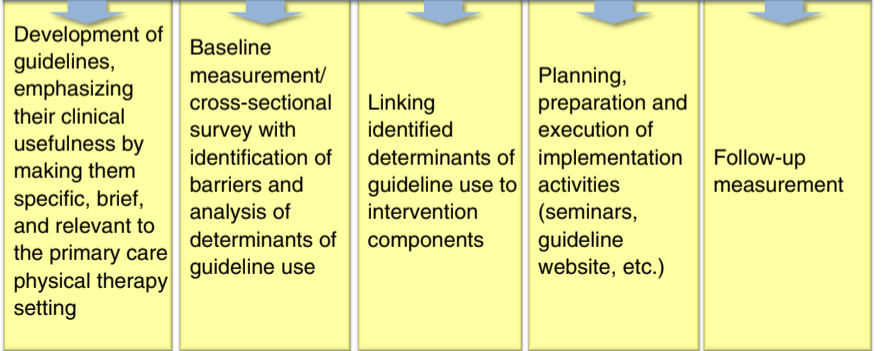 Development of
guidelines,
emphasizing
their clinical
usefulness by
making them
specific, brief,
and relevant to
the primary care
physical therapy
setting
Baseline
measurement/
cross-sectional
survey with
identification of
barriers and
analysis of
determinants of
guideline use
Linking
identified
determinants of
guideline use to
intervention
components
Planning,
preparation and
execution of
implementation
activities
(seminars,
guideline
website, etc.)
Follow-up
measurement